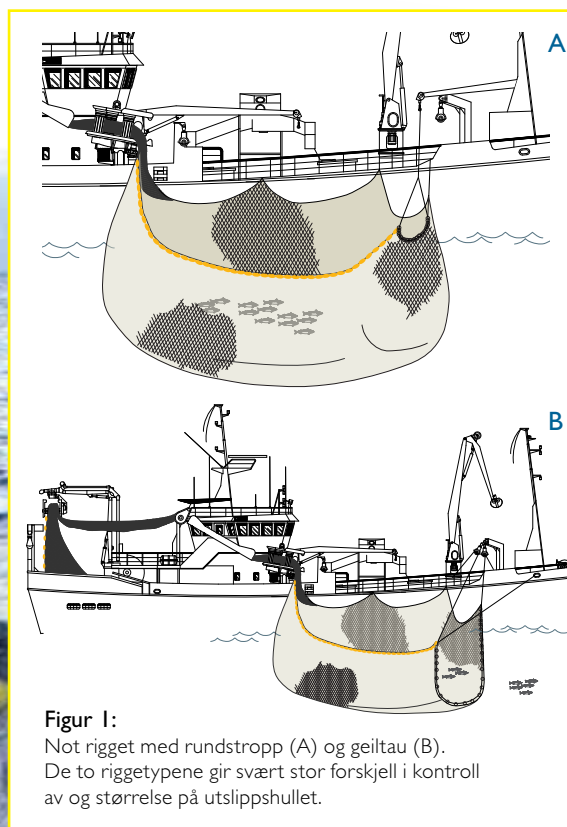 A
B
Figur 1:
Not rigget med rundstropp (A) og geiltau (B).
De to riggetypene gir svært stor forskjell i kontroll
av og størrelse på utslippshullet.